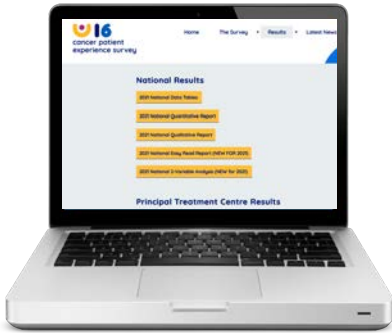 U16
cancer patient
experience survey
Home The Survey Results Latest News
National Results
2021 National Data Tables
2021 National Quantitative Report
2021 National Qualitative Report
2021 National Easy Read Report (NEW FOR 2021)
2021 National 2-Variable Analysis (NEW for 2021)
Principal Treatment Centre Results